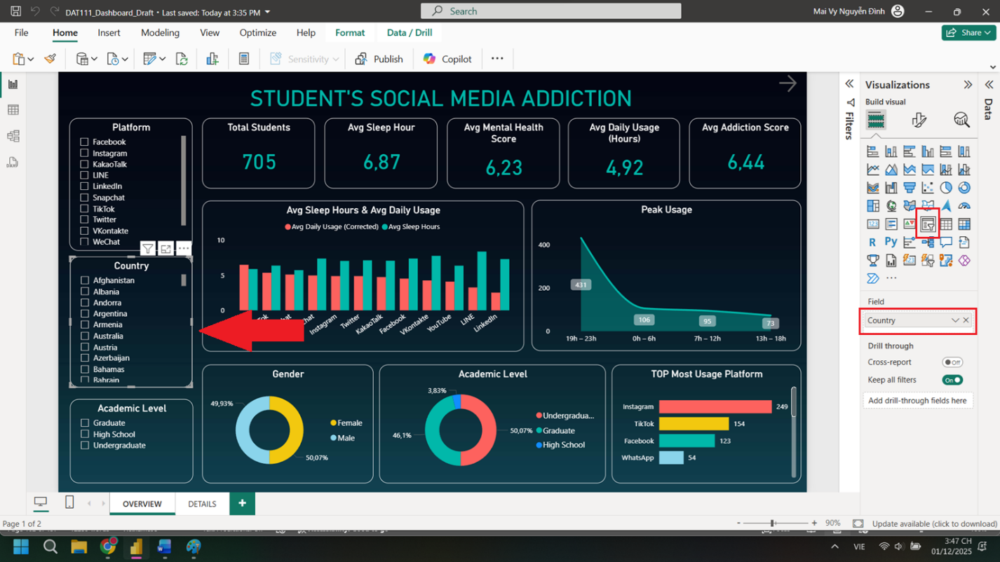 DAT111_Dashboard_Draft • Last saved: Today at 3:35 PM
Search
Mai Vy Nguyễn Đình
File Home Insert Modeling View Optimize Help Format Data / Drill
Share
Sensitivity
Publish
Copilot
STUDENT'S SOCIAL MEDIA ADDICTION
Platform
Facebook
Instagram
KakaoTalk
LINE
LinkedIn
Snapchat
TikTok
Twitter
VKontakte
WeChat
Country
Afghanistan
Albania
Andorra
Argentina
Armenia
Australia
Austria
Azerbaijan
Bahamas
Bahrain
Academic Level
Graduate
High School
Undergraduate
Total Students
705
Avg Sleep Hour
6,87
Avg Mental Health
Score
6,23
Avg Daily Usage
(Hours)
4,92
Avg Addiction Score
6,44
Avg Sleep Hours & Avg Daily Usage
Avg Daily Usage (Corrected) Avg Sleep Hours
10
5
0
Instagram
Twitter
KakaoTalk
Facebook
VKontakte
YouTube
LINE
LinkedIn
Peak Usage
400
200
0
431
106
95
73
19h – 23h 0h – 6h 7h – 12h 13h – 18h
Gender
49,93%
50,07%
Female
Male
Academic Level
3,83%
46,1%
50,07%
Undergradua...
Graduate
High School
TOP Most Usage Platform
Instagram 249
TikTok 154
Facebook 123
WhatsApp 54
Filters
Visualizations
Build visual
123
R Py
Field
Country
Drill through
Cross-report Off
Keep all filters On
Add drill-through fields here
Data
DAX
OVERVIEW DETAILS
Page 1 of 2
90%
Update available (click to download)
VIE
3:47 CH
01/12/2025